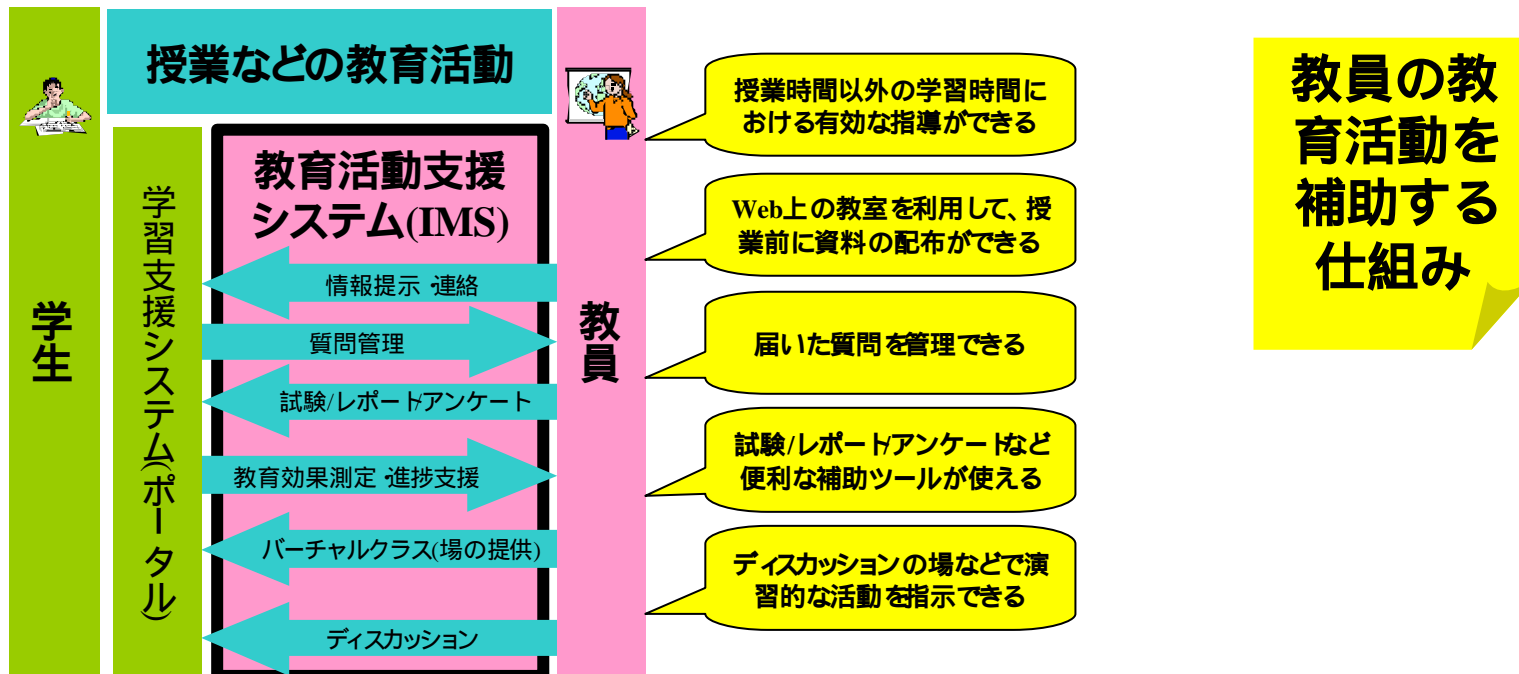 授業などの教育活動
学生
学習支援システム(ポータル)
教育活動支援
システム(IMS)
情報提示・連絡
質問管理
試験/レポート/アンケート
教育効果測定・進捗支援
バーチャルクラス(場の提供)
ディスカッション
教員
授業時間以外の学習時間に
おける有効な指導ができる
Web上の教室を利用して、授
業前に資料の配布ができる
届いた質問を管理できる
試験/レポート/アンケートなど
便利な補助ツールが使える
ディスカッションの場などで演
習的な活動を指示できる
教員の教
育活動を
補助する
仕組み